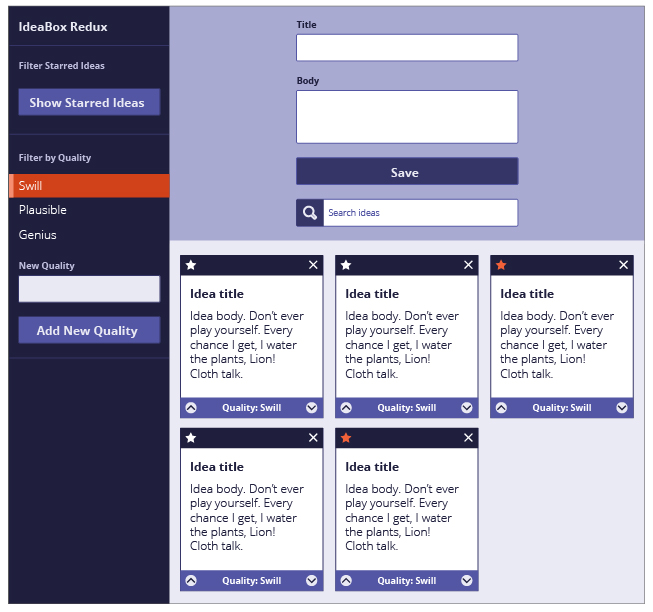 IdeaBox Redux
Filter Starred Ideas
Show Starred Ideas
Filter by Quality
Swill
Plausible
Genius
New Quality
Add New Quality
Title
Body
Save
Search ideas
Idea title
Idea body. Don't ever
play yourself. Every
chance I get, I water
the plants, Lion!
Cloth talk.
Quality: Swill
Idea title
Idea body. Don't ever
play yourself. Every
chance I get, I water
the plants, Lion!
Cloth talk.
Quality: Swill
Idea title
Idea body. Don't ever
play yourself. Every
chance I get, I water
the plants, Lion!
Cloth talk.
Quality: Swill
Idea title
Idea body. Don't ever
play yourself. Every
chance I get, I water
the plants, Lion!
Cloth talk.
Quality: Swill
Idea title
Idea body. Don't ever
play yourself. Every
chance I get, I water
the plants, Lion!
Cloth talk.
Quality: Swill